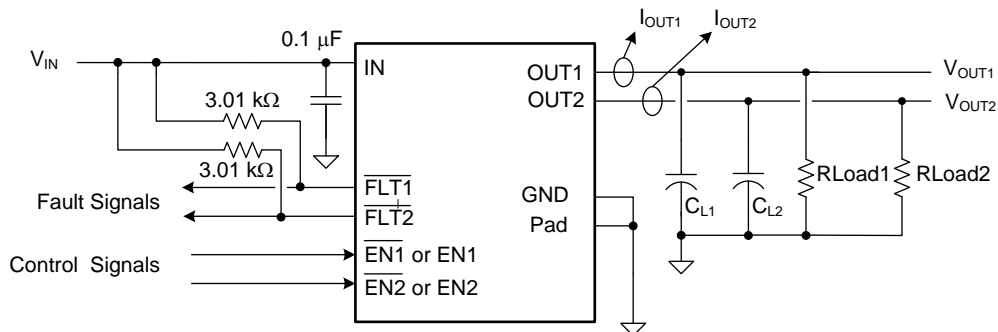 I_OUT1
I_OUT2
0.1 μF
V_IN
IN
OUT1
V_OUT1
OUT2
V_OUT2
3.01 kΩ
3.01 kΩ
RLoad1
RLoad2
C_L1
C_L2
Fault Signals
FLT1
FLT2
GND
Pad
Control Signals
EN1 or EN1
EN2 or EN2